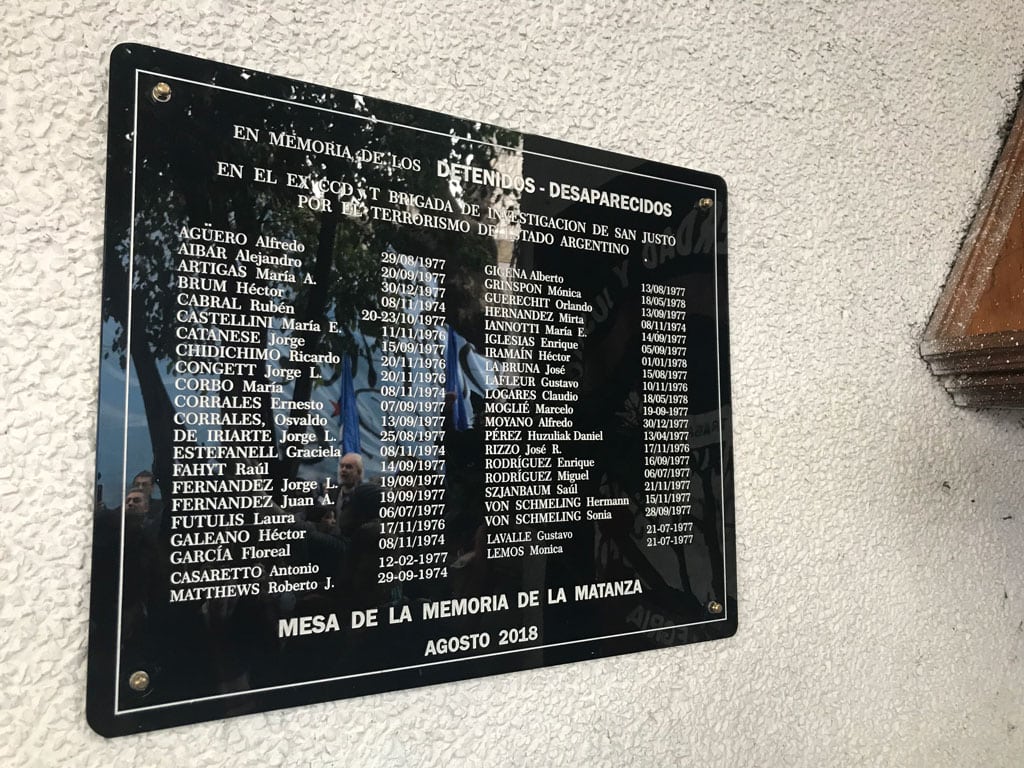 EN MEMORIA DE LOS DETENIDOS - DESAPARECIDOS
EN EL EX CCD Y T BRIGADA DE INVESTIGACION DE SAN JUSTO
POR EL TERRORISMO DE ESTADO ARGENTINO
AGÜERO Alfredo 29/08/1977
AIBAR Alejandro 20/09/1977
ARTIGAS María A. 30/12/1977
BRUM Héctor 08/11/1974
CABRAL Rubén 20-23/10/1977
CASTELLINI María E. 11/11/1976
CATANESE Jorge 15/09/1977
CHIDICHIMO Ricardo 20/11/1976
CONGETT Jorge L. 20/11/1976
CORBO María 08/11/1974
CORRALES Ernesto 07/09/1977
CORRALES, Osvaldo 13/09/1977
DE IRIARTE Jorge L. 25/08/1977
ESTEFANELL Graciela 08/11/1974
FAHYT Raúl 14/09/1977
FERNANDEZ Jorge L. 19/09/1977
FERNANDEZ Juan A. 19/09/1977
FUTULIS Laura 06/07/1977
GALEANO Héctor 17/11/1976
GARCÍA Floreal 08/11/1974
CASARETTO Antonio 12-02-1977
MATTHEWS Roberto J. 29-09-1974
GIGENA Alberto 13/08/1977
GRINSPON Mónica 18/05/1978
GUERECHIT Orlando 13/09/1977
HERNANDEZ Mirta 08/11/1974
IANNOTTI María E. 14/09/1977
IGLESIAS Enrique 05/09/1977
IRAMAÍN Héctor 01/01/1978
LA BRUNA José 15/08/1977
LAFLEUR Gustavo 10/11/1976
LOGARES Claudio 18/05/1978
MOGLIÉ Marcelo 19-09-1977
MOYANO Alfredo 30/12/1977
PÉREZ Huzuliak Daniel 13/04/1977
RIZZO José R. 17/11/1976
RODRÍGUEZ Enrique 16/09/1977
RODRÍGUEZ Miguel 06/07/1977
SZJANBAUM Saúl 21/11/1977
VON SCHMELING Hermann 15/11/1977
VON SCHMELING Sonia 28/09/1977
LAVALLE Gustavo 21-07-1977
LEMOS Monica 21-07-1977
MESA DE LA MEMORIA DE LA MATANZA
AGOSTO 2018